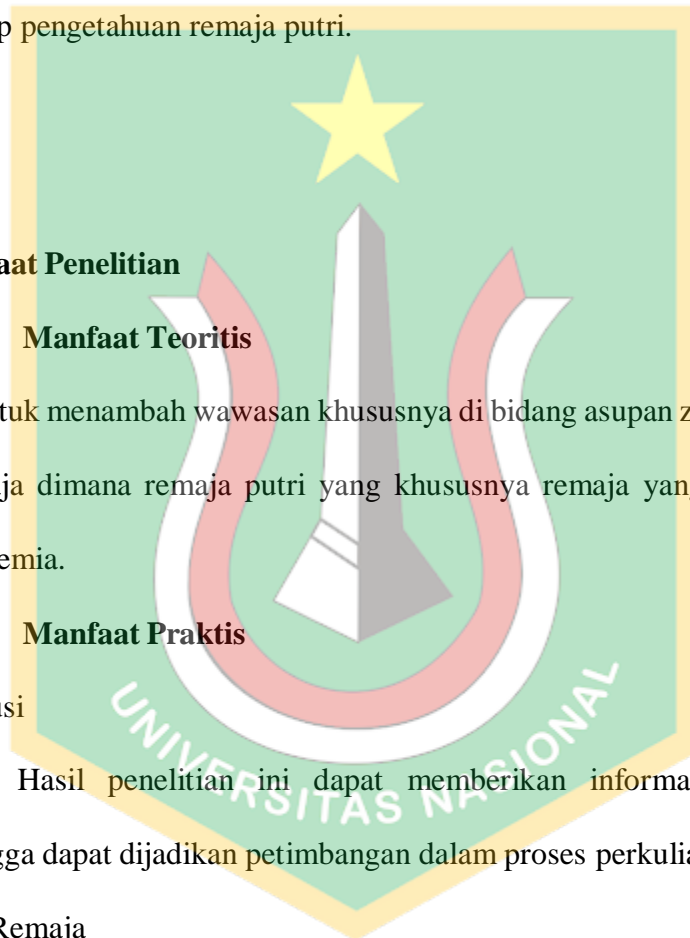 p pengetahuan remaja putri.
aat Penelitian
Manfaat Teoritis
tuk menambah wawasan khususnya di bidang asupan z
ja dimana remaja putri yang khususnya remaja yang
emia.
Manfaat Praktis
usi
UNIVERSITAS NASIONAL
Hasil penelitian ini dapat memberikan informa
gga dapat dijadikan petimbangan dalam proses perkulia
Remaja